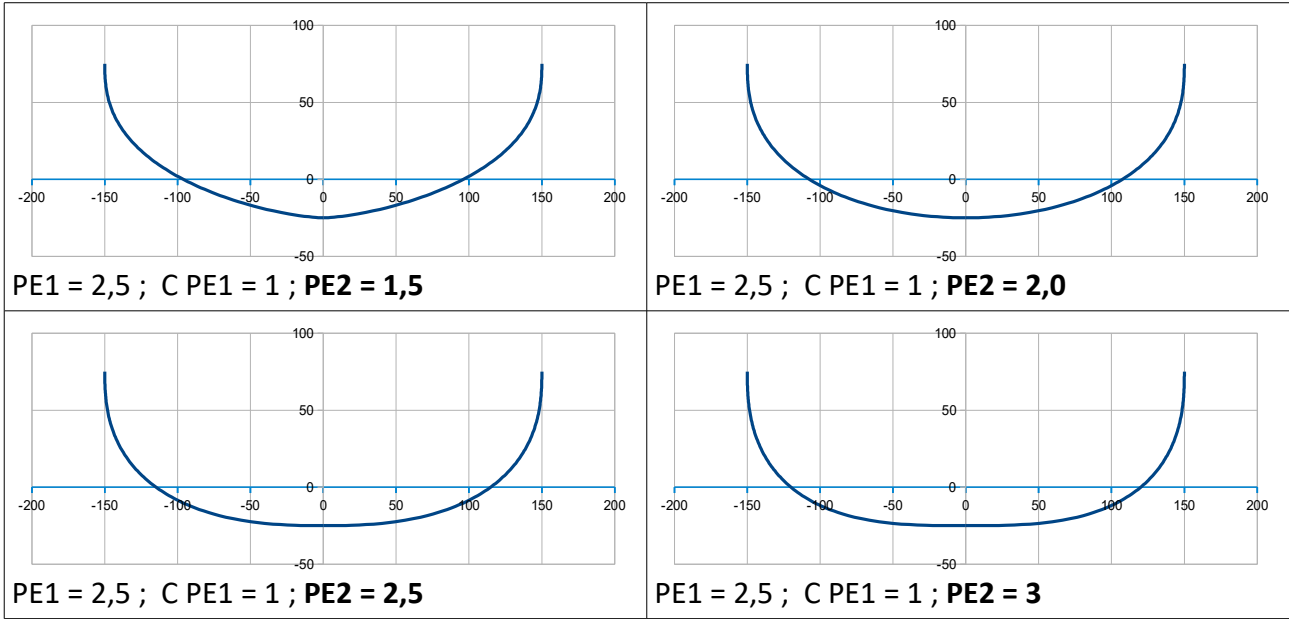 100
50
0
-200 -150 -100 -50 0 50 100 150 200
-50
PE1 = 2,5 ; C PE1 = 1 ; PE2 = 1,5
100
50
0
-200 -150 -100 -50 0 50 100 150 200
-50
PE1 = 2,5 ; C PE1 = 1 ; PE2 = 2,0
100
50
0
-200 -150 -100 -50 0 50 100 150 200
-50
PE1 = 2,5 ; C PE1 = 1 ; PE2 = 2,5
100
50
0
-200 -150 -100 -50 0 50 100 150 200
-50
PE1 = 2,5 ; C PE1 = 1 ; PE2 = 3